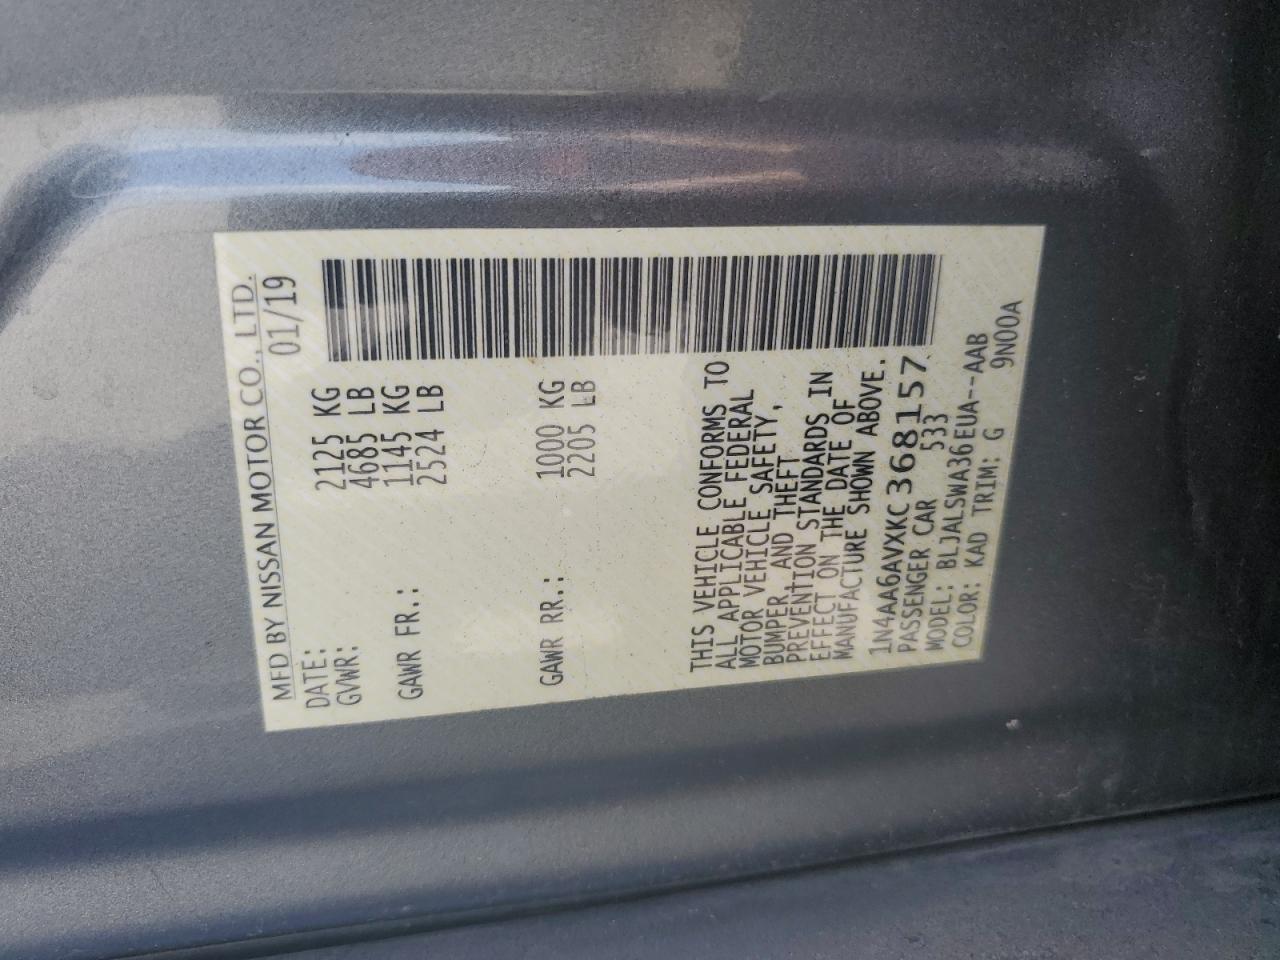 MFD BY NISSAN MOTOR CO., LTD.
DATE: 01/19
GVWR: 2125 KG
4685 LB
GAWR FR.: 1145 KG
2524 LB
GAWR RR.: 1000 KG
2205 LB
THIS VEHICLE CONFORMS TO
ALL APPLICABLE FEDERAL
MOTOR VEHICLE SAFETY,
BUMPER, AND THEFT
PREVENTION STANDARDS IN
EFFECT ON THE DATE OF
MANUFACTURE SHOWN ABOVE.
1N4AA6AVXKC368157
PASSENGER CAR 533
MODEL: BLJALSWA36EUA--AAB
COLOR: KAD TRIM: G 9N00A